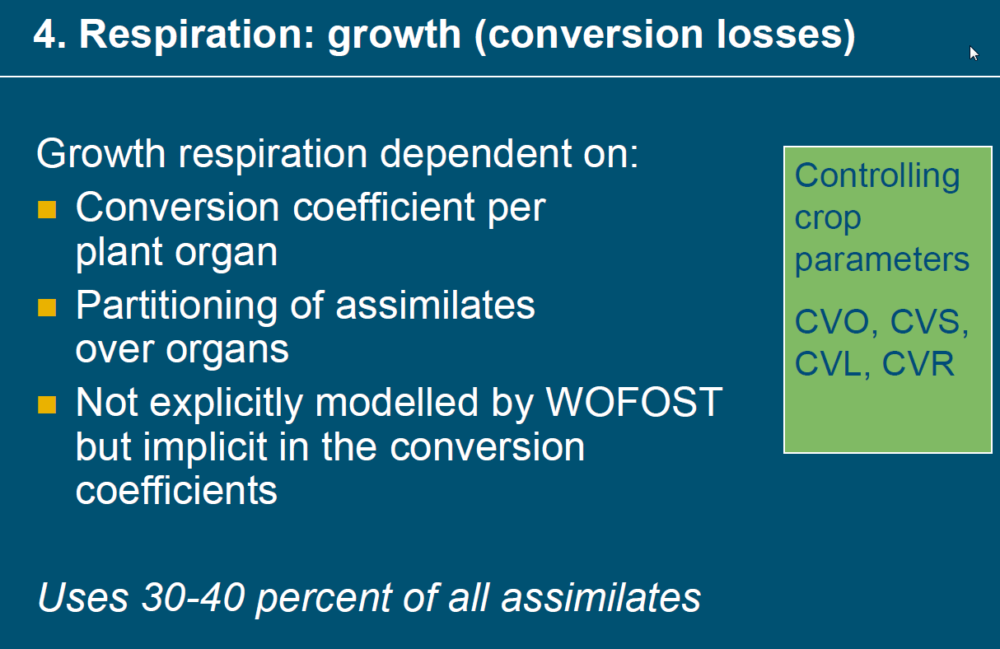 4. Respiration: growth (conversion losses)
Growth respiration dependent on:
Conversion coefficient per
plant organ
Partitioning of assimilates
over organs
Not explicitly modelled by WOFOST
but implicit in the conversion
coefficients
Uses 30-40 percent of all assimilates
Controlling
crop
parameters
CVO, CVS,
CVL, CVR